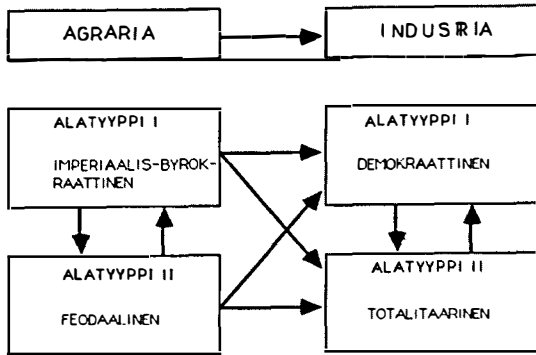 AGRARIA
INDUSTRIA
ALATYYPPI I
IMPERIAALIS-BYROK-
RAATTINEN
ALATYYPPI I
DEMOKRAATTINEN
ALATYYPPI II
FEODAALINEN
ALATYYPPI II
TOTALITAARINEN